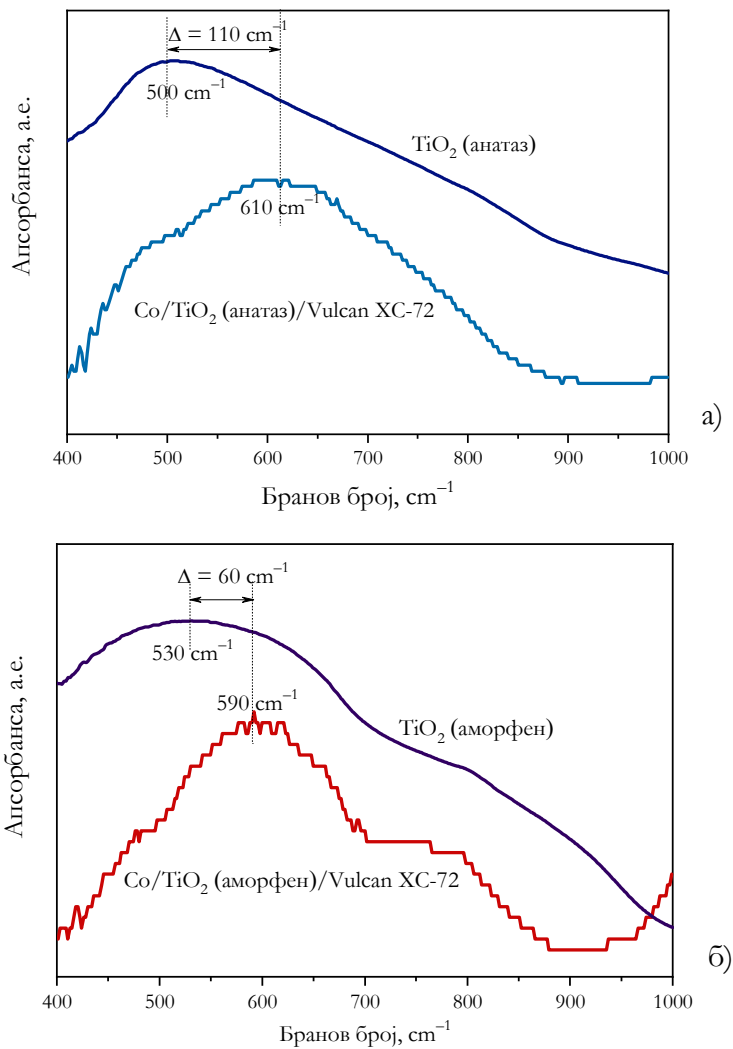 Δ = 110 cm⁻¹
500 cm⁻¹
TiO₂ (анатаз)
610 cm⁻¹
Co/TiO₂ (анатаз)/Vulcan XC-72
Апсорбанса, a.e.
400 500 600 700 800 900 1000
Бранов број, cm⁻¹
а)
Δ = 60 cm⁻¹
530 cm⁻¹
590 cm⁻¹
TiO₂ (аморфен)
Co/TiO₂ (аморфен)/Vulcan XC-72
Апсорбанса, a.e.
400 500 600 700 800 900 1000
Бранов број, cm⁻¹
б)